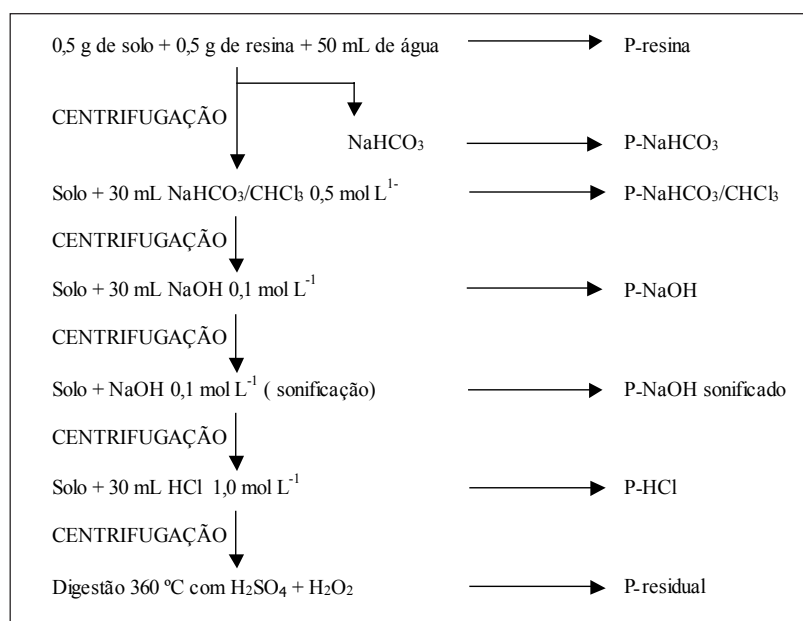 0,5 g de solo + 0,5 g de resina + 50 mL de água P-resina
CENTRIFUGAÇÃO
NaHCO₃ P-NaHCO₃
Solo + 30 mL NaHCO₃/CHCl₃ 0,5 mol L¹⁻ P-NaHCO₃/CHCl₃
CENTRIFUGAÇÃO
Solo + 30 mL NaOH 0,1 mol L⁻¹ P-NaOH
CENTRIFUGAÇÃO
Solo + NaOH 0,1 mol L⁻¹ ( sonificação) P-NaOH sonificado
CENTRIFUGAÇÃO
Solo + 30 mL HCl 1,0 mol L⁻¹ P-HCl
CENTRIFUGAÇÃO
Digestão 360 ºC com H₂SO₄ + H₂O₂ P-residual